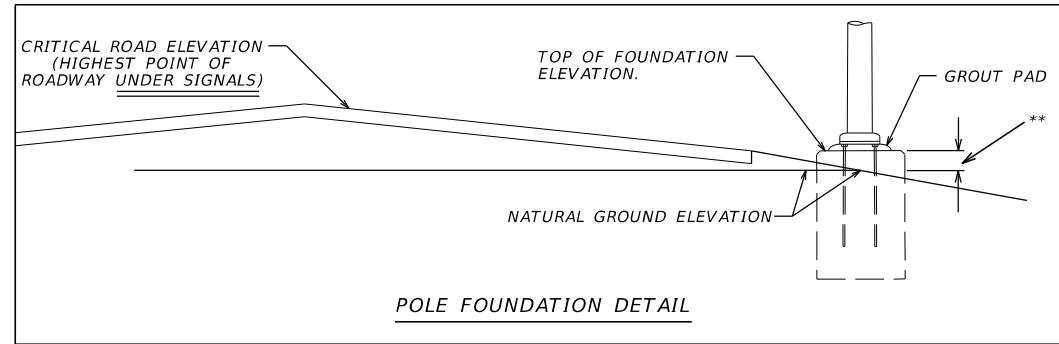 CRITICAL ROAD ELEVATION
(HIGHEST POINT OF
ROADWAY UNDER SIGNALS)
TOP OF FOUNDATION
ELEVATION.
GROUT PAD
**
NATURAL GROUND ELEVATION
POLE FOUNDATION DETAIL